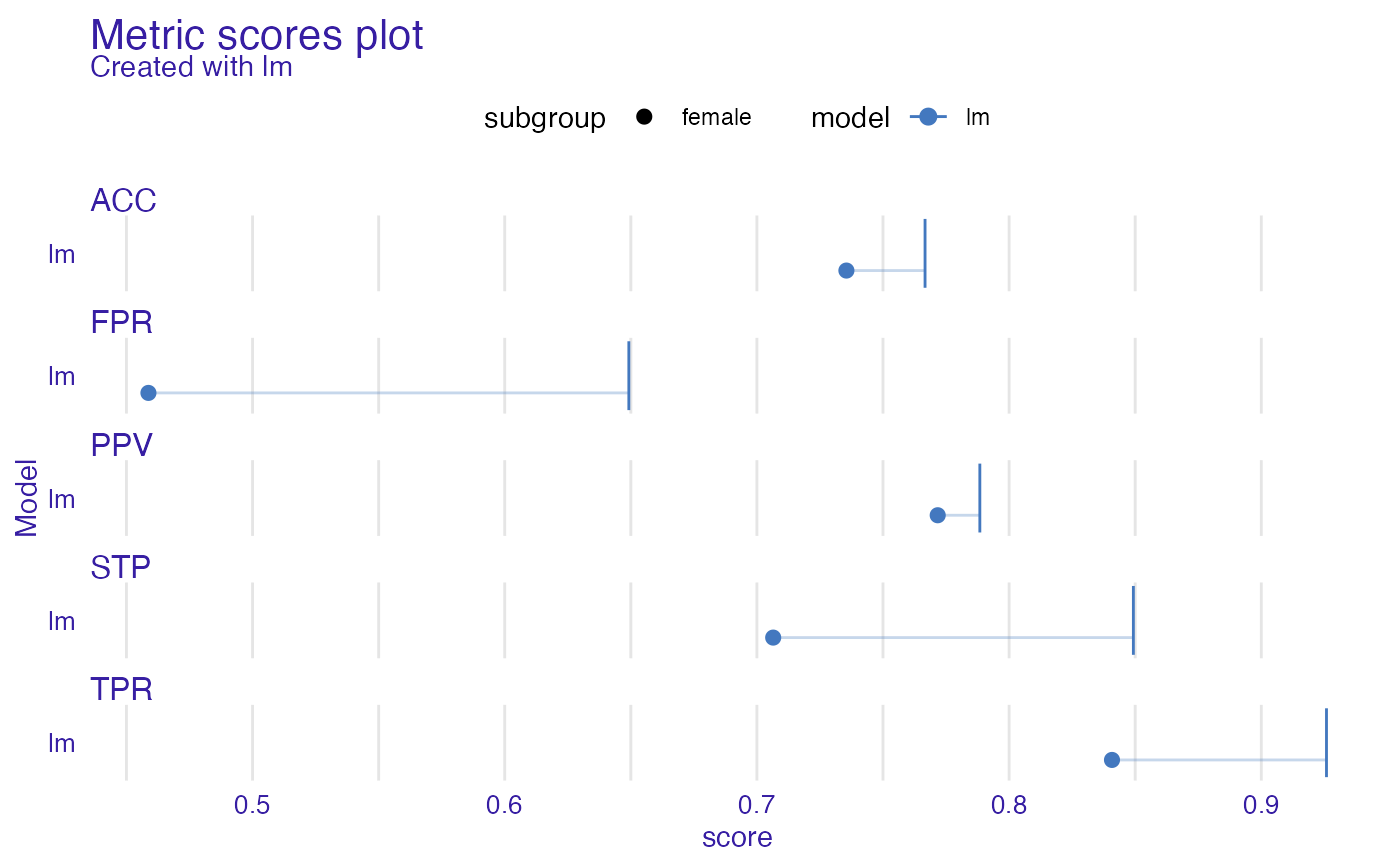 Metric scores plot
Created with lm
subgroup female model lm
ACC
lm
FPR
lm
PPV
lm
Model
STP
lm
TPR
lm
0.5 0.6 0.7 0.8 0.9
score